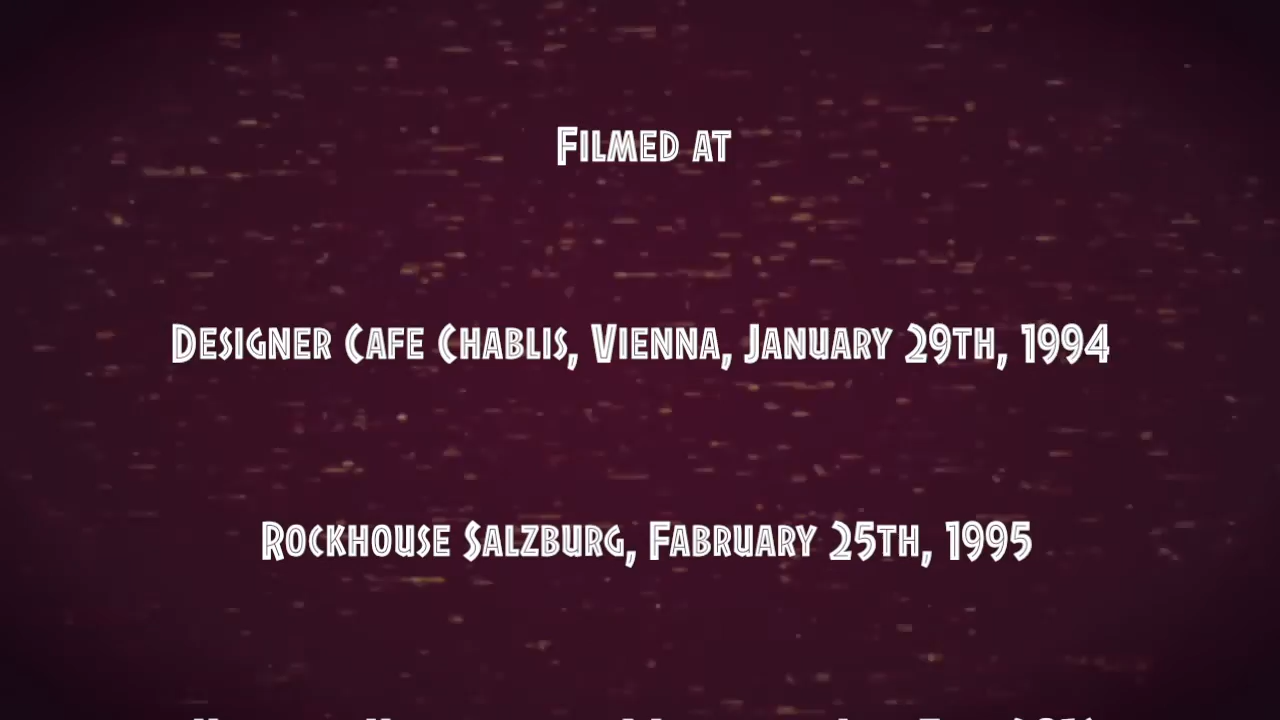 Filmed at
Designer Cafe Chablis, Vienna, January 29th, 1994
Rockhouse Salzburg, Fabruary 25th, 1995